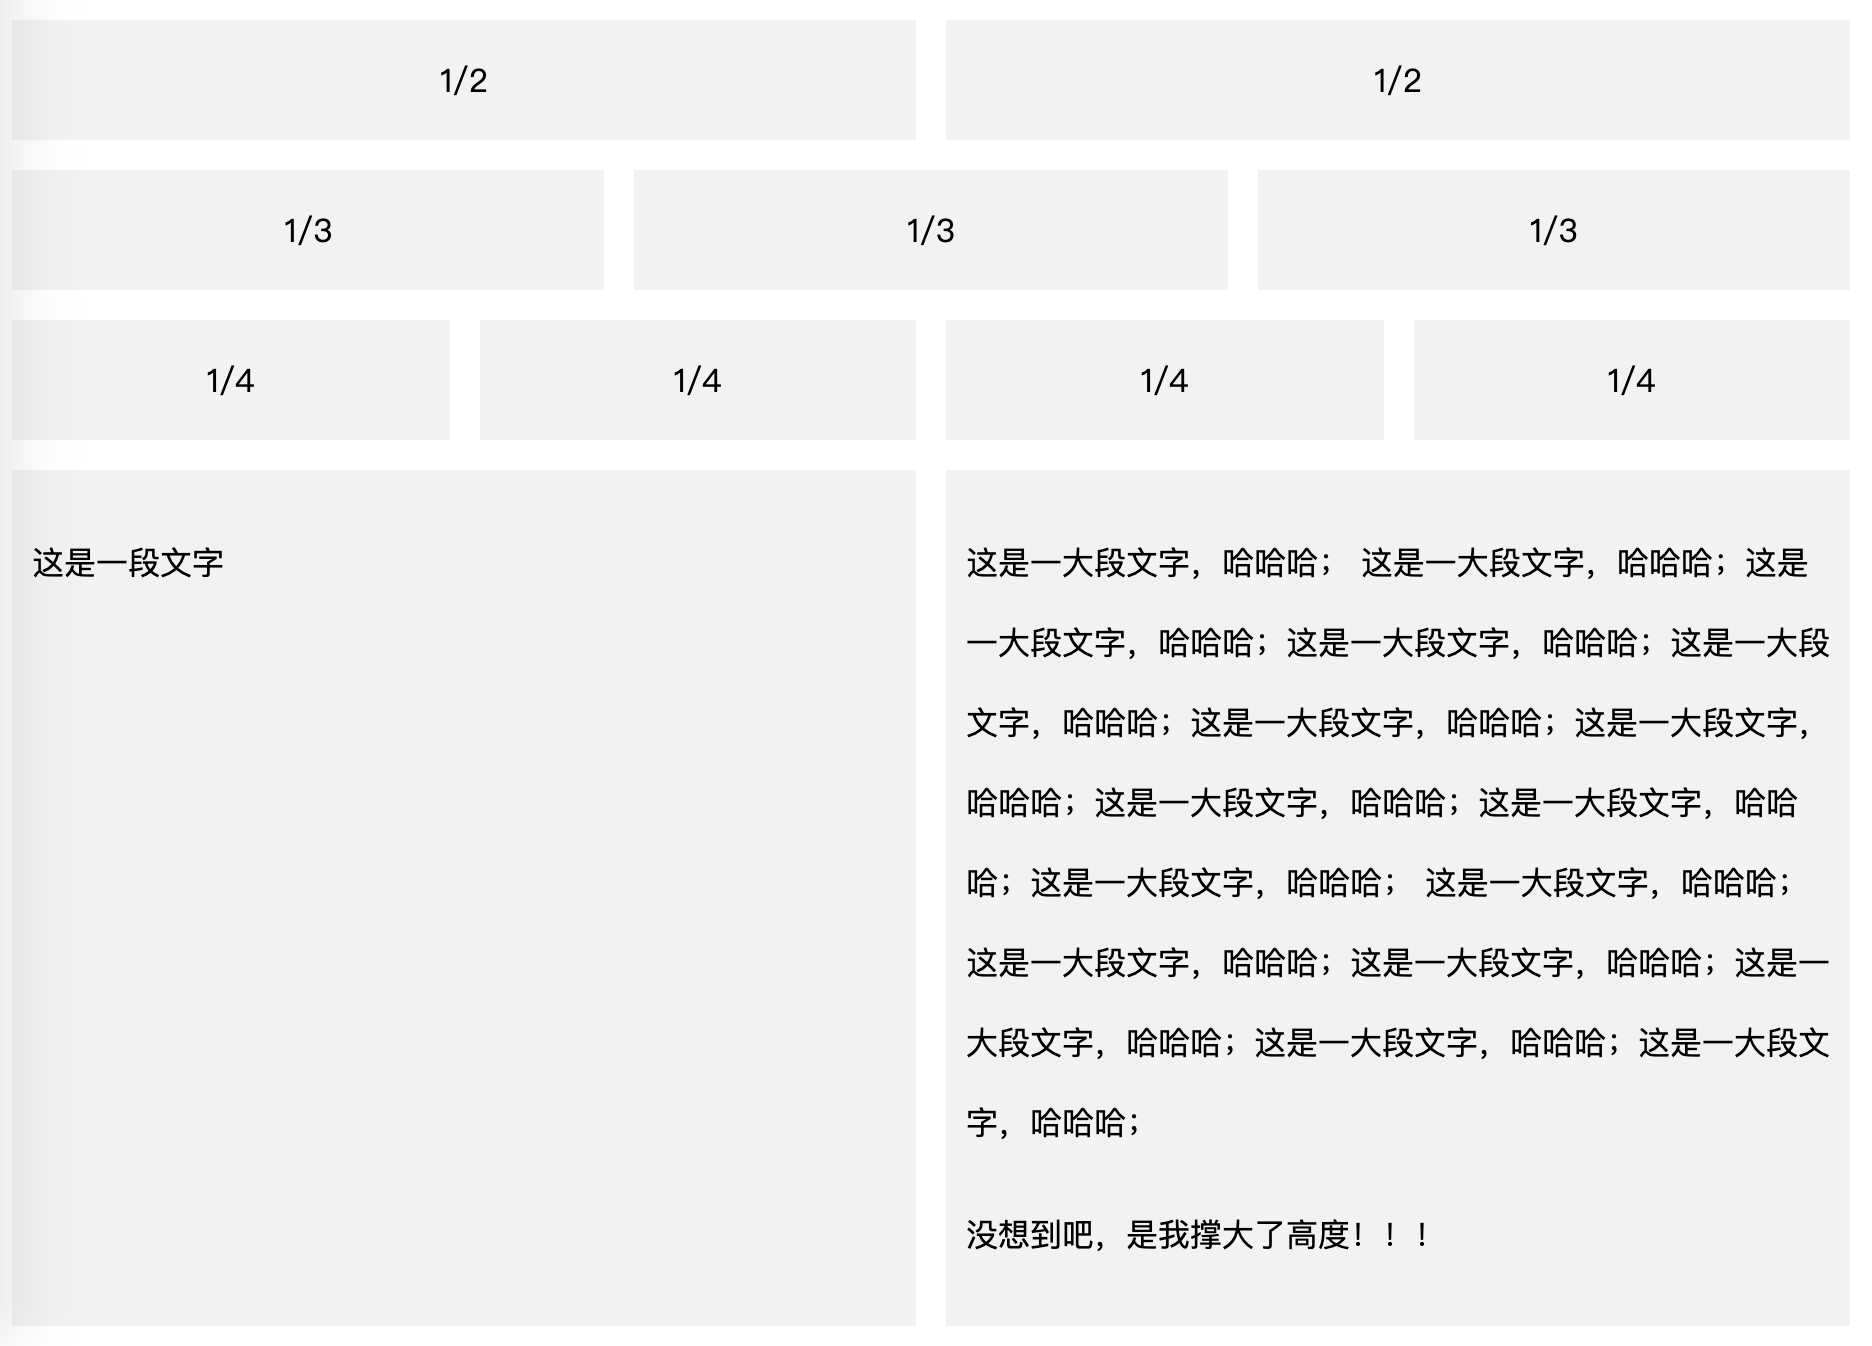 1/2 1/2
1/3 1/3 1/3
1/4 1/4 1/4 1/4
这是一段文字
这是一大段文字，哈哈哈； 这是一大段文字，哈哈哈；这是
一大段文字，哈哈哈；这是一大段文字，哈哈哈；这是一大段
文字，哈哈哈；这是一大段文字，哈哈哈；这是一大段文字，
哈哈哈；这是一大段文字，哈哈哈；这是一大段文字，哈哈
哈；这是一大段文字，哈哈哈； 这是一大段文字，哈哈哈；
这是一大段文字，哈哈哈；这是一大段文字，哈哈哈；这是一
大段文字，哈哈哈；这是一大段文字，哈哈哈；这是一大段文
字，哈哈哈；
没想到吧，是我撑大了高度！！！